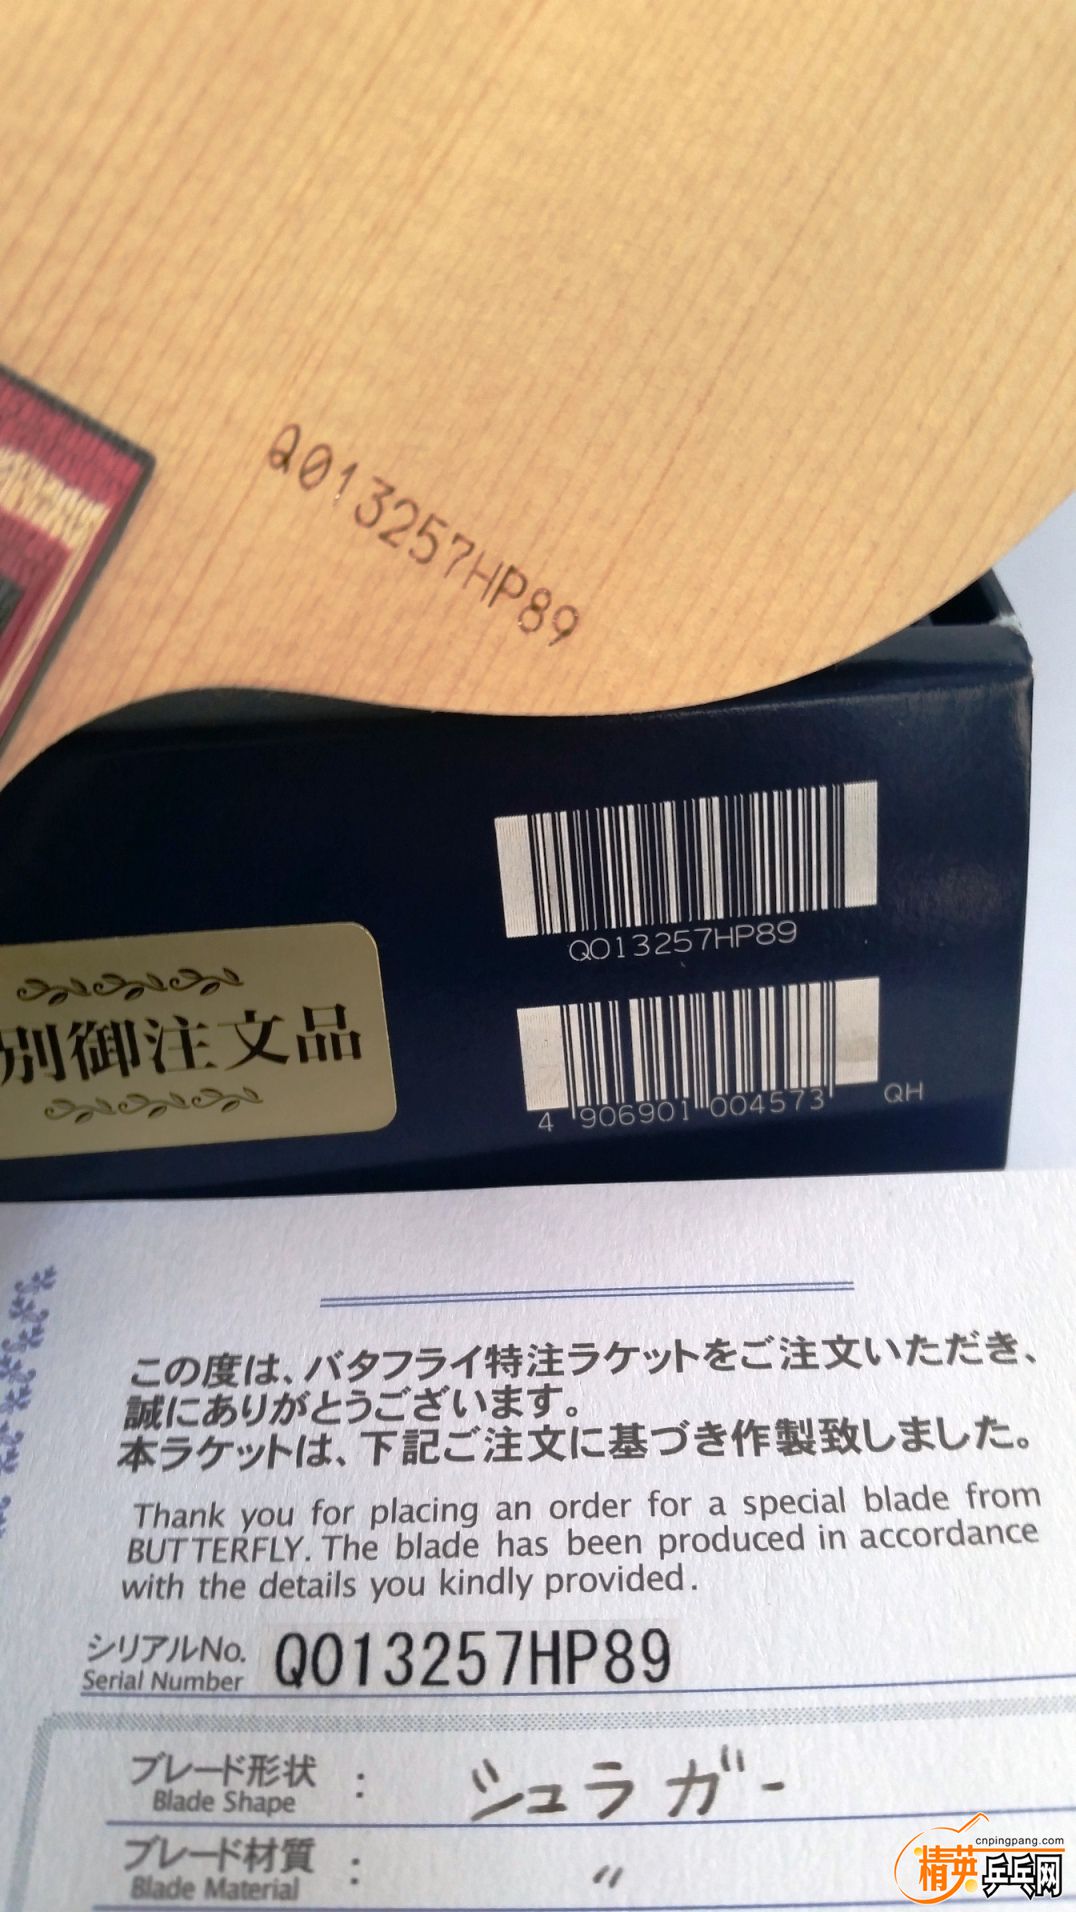 Q013257HP89
Q013257HP89
4 906901 004573
QH
別御注文品
この度は、バタフライ特注ラケットをご注文いただき、
誠にありがとうございます。
本ラケットは、下記ご注文に基づき作製致しました。
Thank you for placing an order for a special blade from
BUTTERFLY. The blade has been produced in accordance
with the details you kindly provided.
シリアルNo.
Serial Number
Q013257HP89
ブレード形状
Blade Shape
:
シュラガー
ブレード材質
Blade Material
:
〃
cnpingpang.com
精英乒乓网